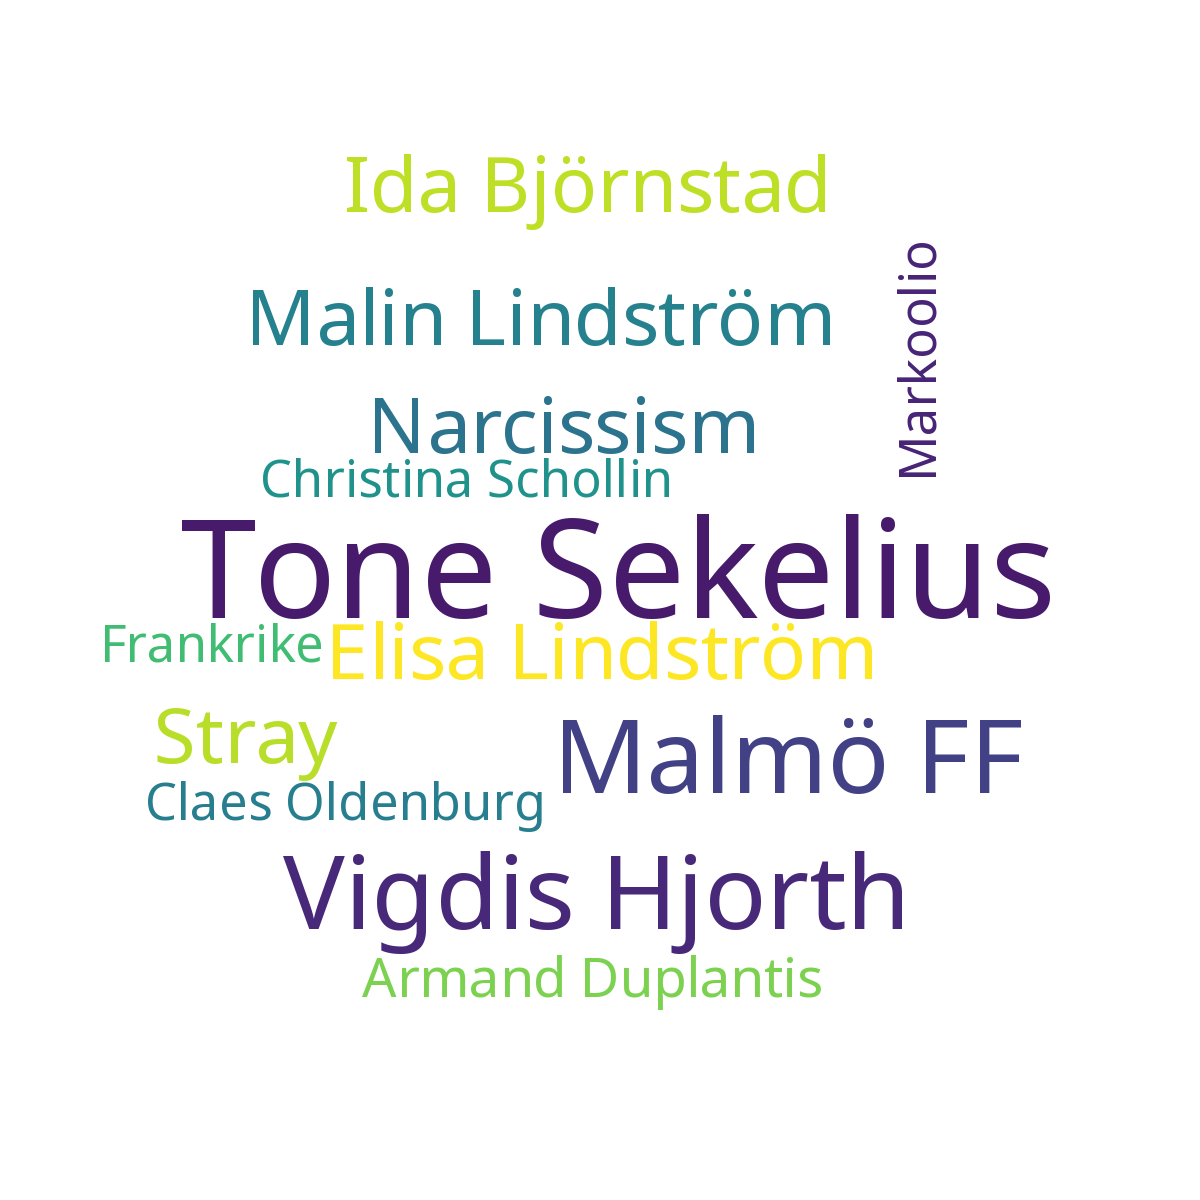 Ida Björnstad
Malin Lindström
Markoolio
Narcissism
Christina Schollin
Tone Sekelius
Frankrike
Elisa Lindström
Stray
Malmö FF
Claes Oldenburg
Vigdis Hjorth
Armand Duplantis